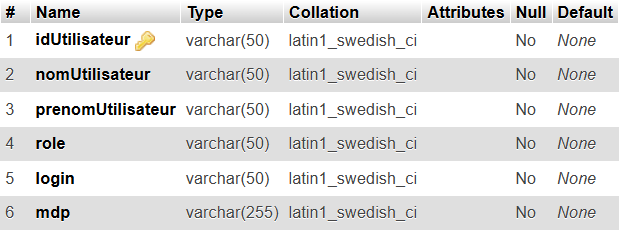 # Name Type Collation Attributes Null Default
1 idUtilisateur varchar(50) latin1_swedish_ci No None
2 nomUtilisateur varchar(50) latin1_swedish_ci No None
3 prenomUtilisateur varchar(50) latin1_swedish_ci No None
4 role varchar(50) latin1_swedish_ci No None
5 login varchar(50) latin1_swedish_ci No None
6 mdp varchar(255) latin1_swedish_ci No None